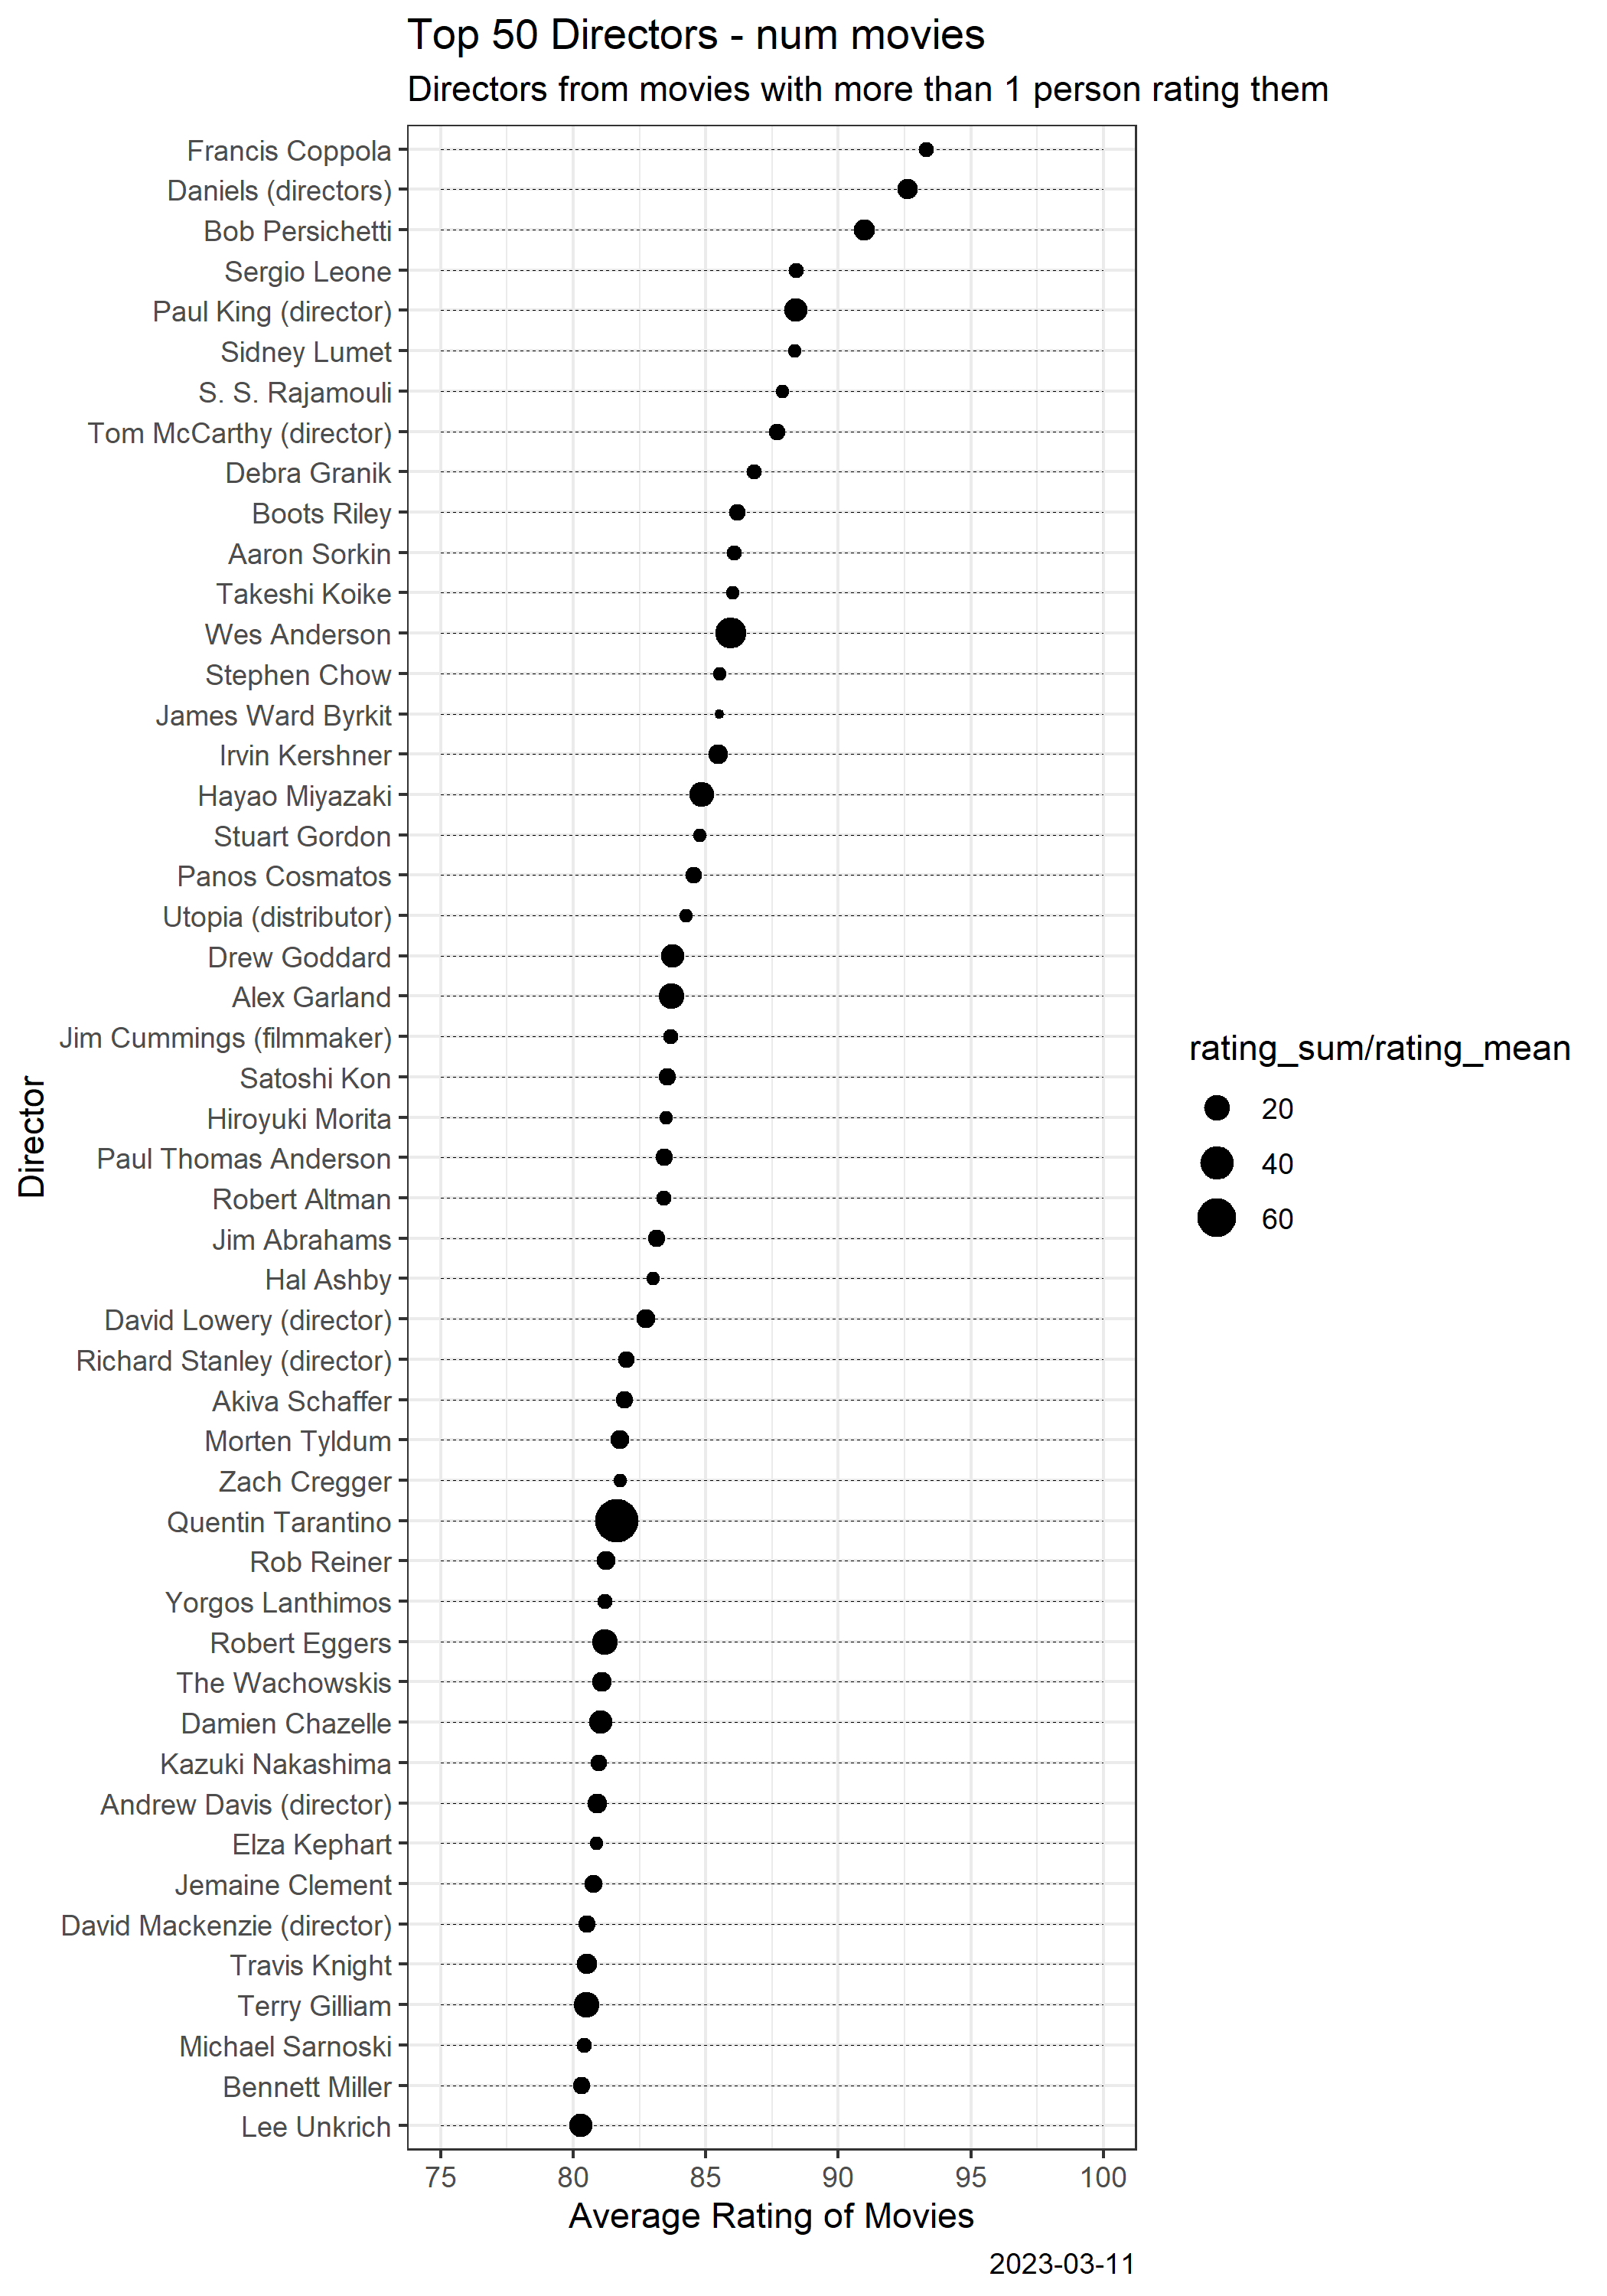 Top 50 Directors - num movies
Directors from movies with more than 1 person rating them
Francis Coppola
Daniels (directors)
Bob Persichetti
Sergio Leone
Paul King (director)
Sidney Lumet
S. S. Rajamouli
Tom McCarthy (director)
Debra Granik
Boots Riley
Aaron Sorkin
Takeshi Koike
Wes Anderson
Stephen Chow
James Ward Byrkit
Irvin Kershner
Hayao Miyazaki
Stuart Gordon
Panos Cosmatos
Utopia (distributor)
Drew Goddard
Alex Garland
Jim Cummings (filmmaker)
Satoshi Kon
Hiroyuki Morita
Paul Thomas Anderson
Robert Altman
Jim Abrahams
Hal Ashby
David Lowery (director)
Richard Stanley (director)
Akiva Schaffer
Morten Tyldum
Zach Cregger
Quentin Tarantino
Rob Reiner
Yorgos Lanthimos
Robert Eggers
The Wachowskis
Damien Chazelle
Kazuki Nakashima
Andrew Davis (director)
Elza Kephart
Jemaine Clement
David Mackenzie (director)
Travis Knight
Terry Gilliam
Michael Sarnoski
Bennett Miller
Lee Unkrich
Director
75 80 85 90 95 100
Average Rating of Movies
rating_sum/rating_mean
20
40
60
2023-03-11